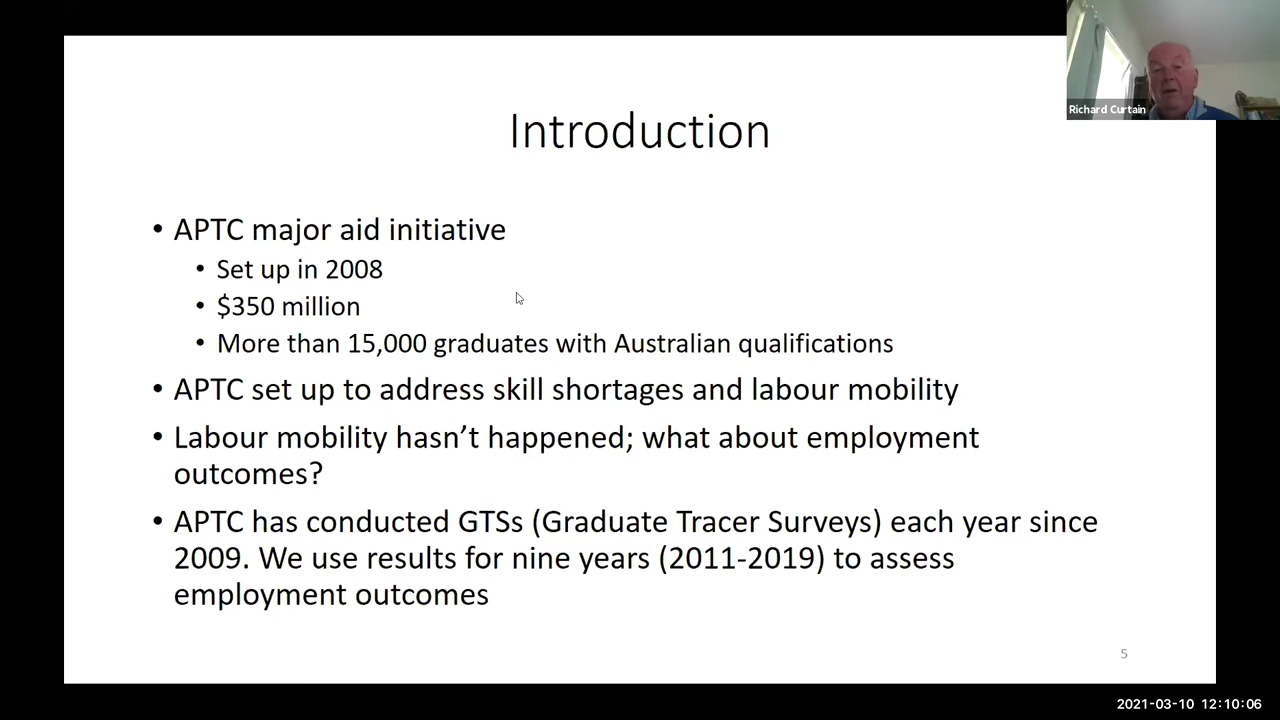 Richard Curtain
Introduction
• APTC major aid initiative
• Set up in 2008
• $350 million
• More than 15,000 graduates with Australian qualifications
• APTC set up to address skill shortages and labour mobility
• Labour mobility hasn’t happened; what about employment
outcomes?
• APTC has conducted GTSs (Graduate Tracer Surveys) each year since
2009. We use results for nine years (2011-2019) to assess
employment outcomes
5
2021-03-10 12:10:06